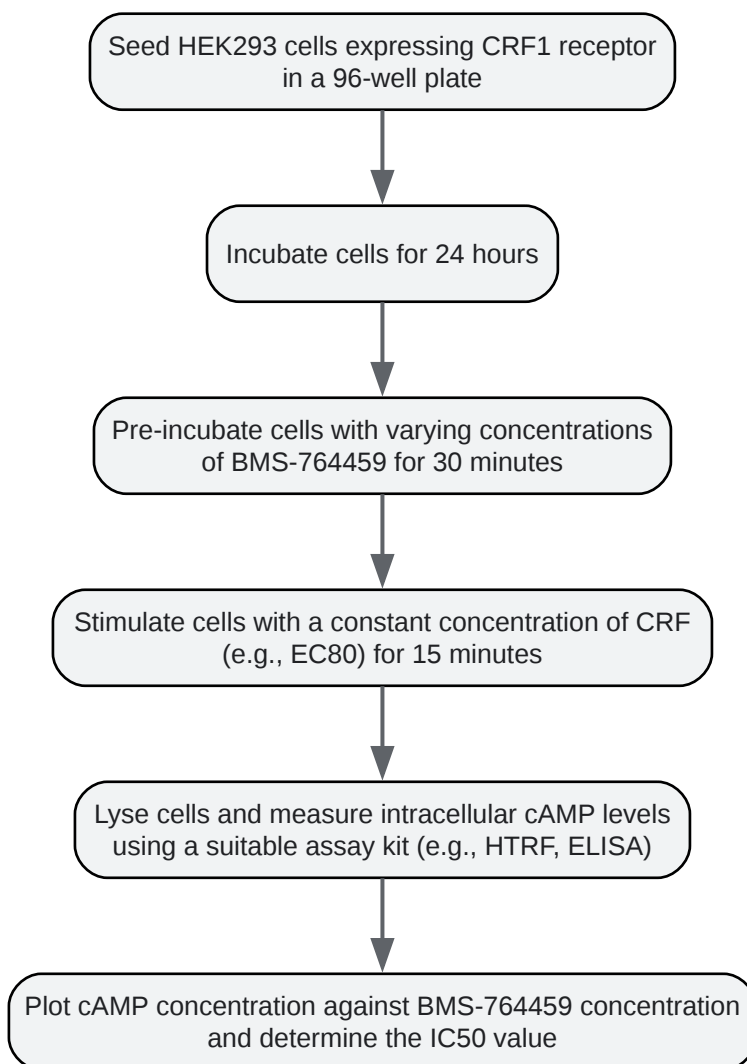 Seed HEK293 cells expressing CRF1 receptor
in a 96-well plate
Incubate cells for 24 hours
Pre-incubate cells with varying concentrations
of BMS-764459 for 30 minutes
Stimulate cells with a constant concentration of CRF
(e.g., EC80) for 15 minutes
Lyse cells and measure intracellular cAMP levels
using a suitable assay kit (e.g., HTRF, ELISA)
Plot cAMP concentration against BMS-764459 concentration
and determine the IC50 value